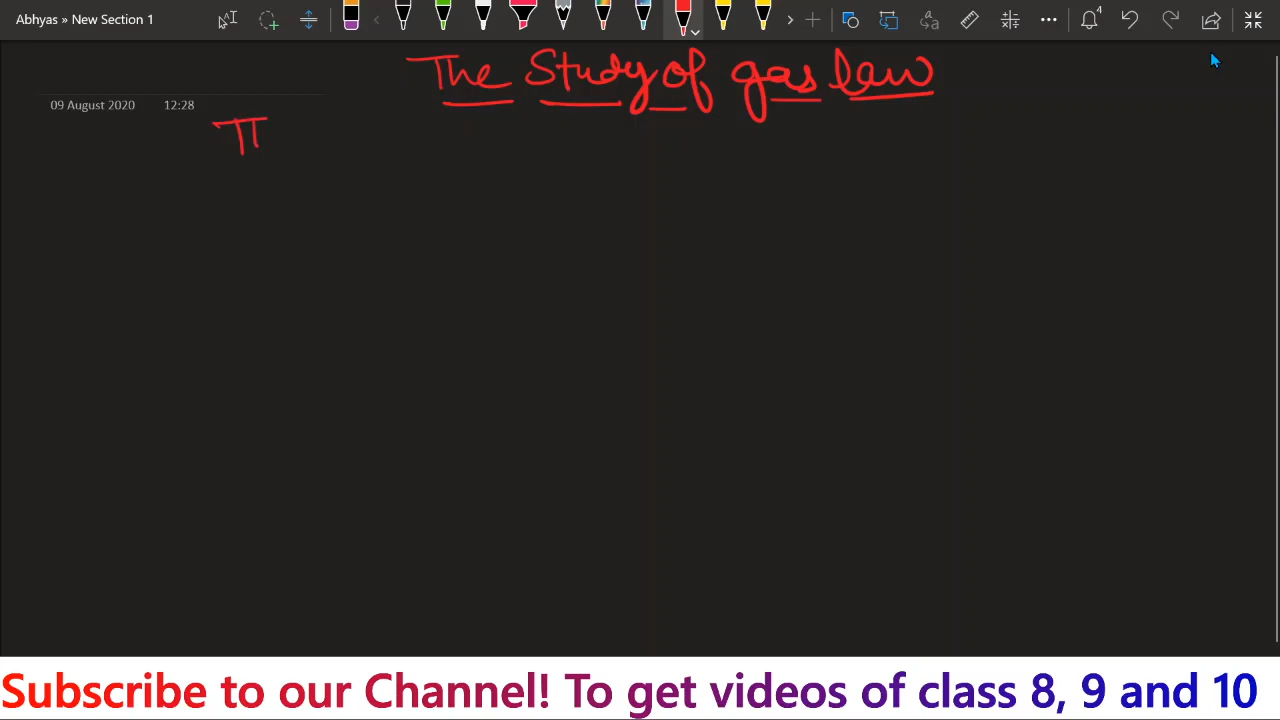 Abhyas » New Section 1
The Study of gas law
09 August 2020 12:28
Subscribe to our Channel! To get videos of class 8, 9 and 10